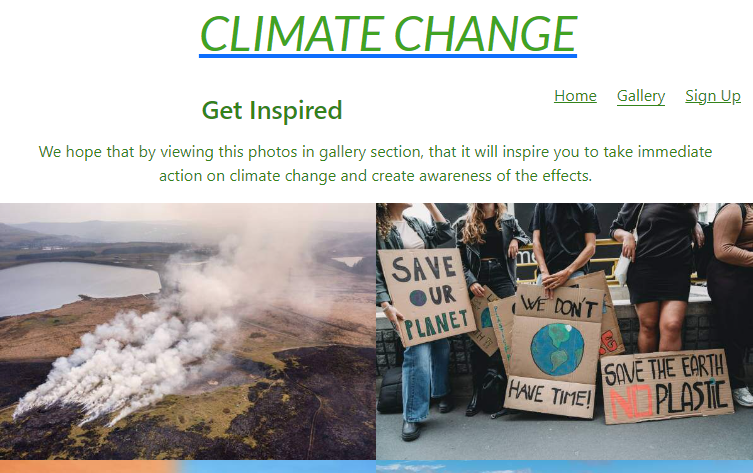 CLIMATE CHANGE
Home Gallery Sign Up
Get Inspired
We hope that by viewing this photos in gallery section, that it will inspire you to take immediate
action on climate change and create awareness of the effects.
SAVE
OUR
PLANET
WE DON'T
HAVE TIME!
SAVE THE EARTH
NO PLASTIC